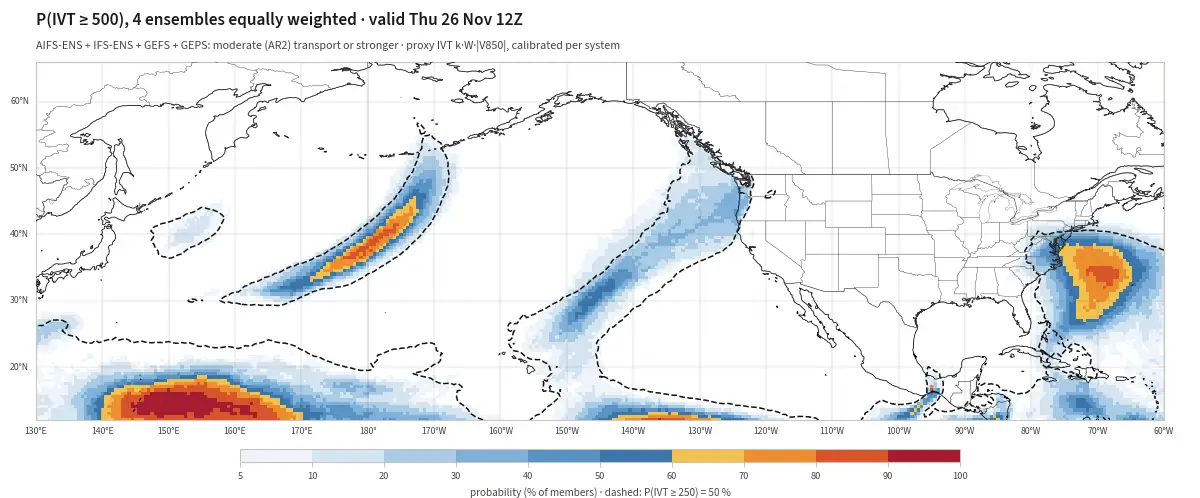 P(IVT ≥ 500), 4 ensembles equally weighted · valid Thu 26 Nov 12Z
AIFS-ENS + IFS-ENS + GEFS + GEPS: moderate (AR2) transport or stronger · proxy IVT k·W·|V850|, calibrated per system
60°N
50°N
40°N
30°N
20°N
130°E 140°E 150°E 160°E 170°E 180° 170°W 160°W 150°W 140°W 130°W 120°W 110°W 100°W 90°W 80°W 70°W 60°W
5 10 20 30 40 50 60 70 80 90 100
probability (% of members) · dashed: P(IVT ≥ 250) = 50 %